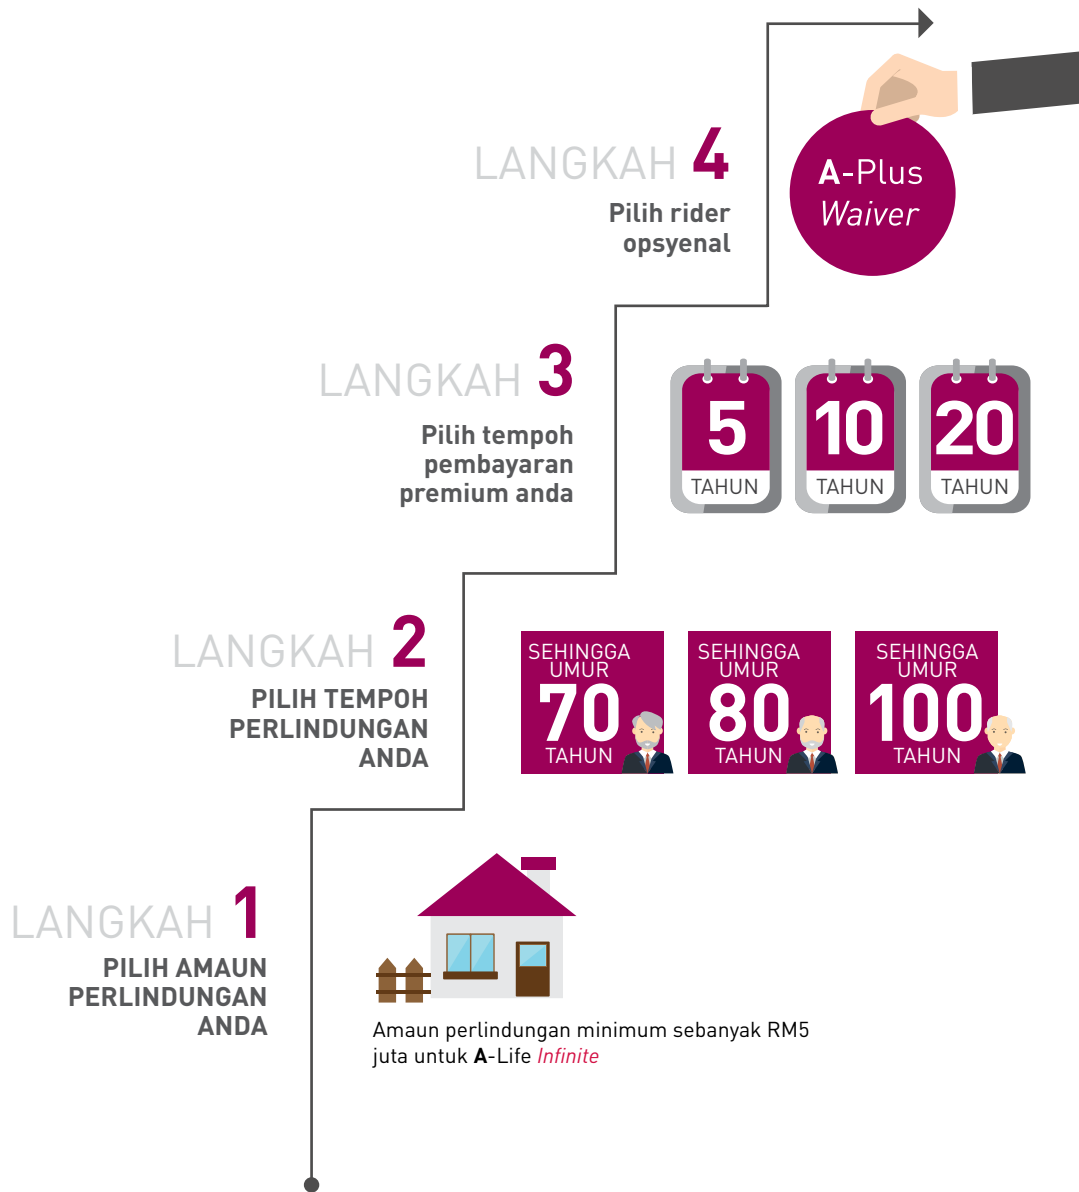 LANGKAH 4
Pilih rider
opsyenal
A-Plus
Waiver
LANGKAH 3
Pilih tempoh
pembayaran
premium anda
5
TAHUN
10
TAHUN
20
TAHUN
LANGKAH 2
PILIH TEMPOH
PERLINDUNGAN
ANDA
SEHINGGA
UMUR
70
TAHUN
SEHINGGA
UMUR
80
TAHUN
SEHINGGA
UMUR
100
TAHUN
LANGKAH 1
PILIH AMAUN
PERLINDUNGAN
ANDA
Amaun perlindungan minimum sebanyak RM5
juta untuk A-Life Infinite